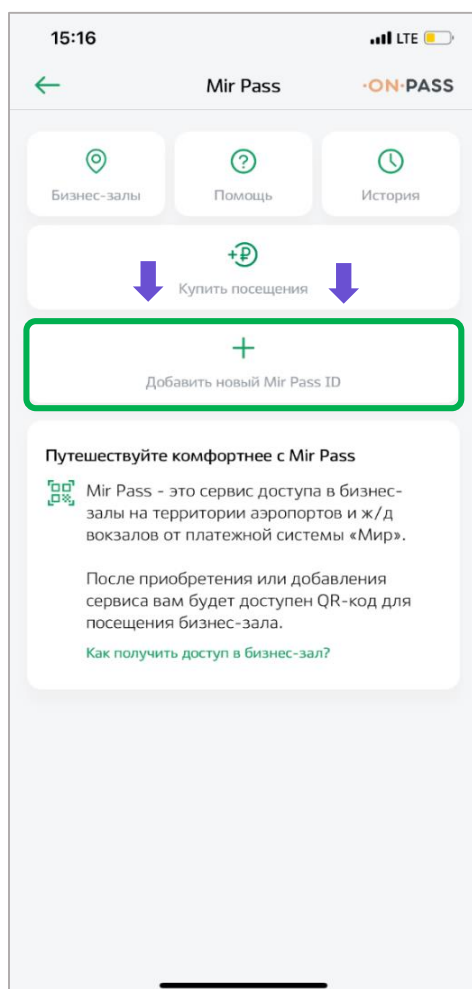 15:16 LTE
Mir Pass ·ON·PASS
Бизнес-залы Помощь История
Купить посещения
Добавить новый Mir Pass ID
Путешествуйте комфортнее с Mir Pass
Mir Pass - это сервис доступа в бизнес-
залы на территории аэропортов и ж/д
вокзалов от платежной системы «Мир».
После приобретения или добавления
сервиса вам будет доступен QR-код для
посещения бизнес-зала.
Как получить доступ в бизнес-зал?